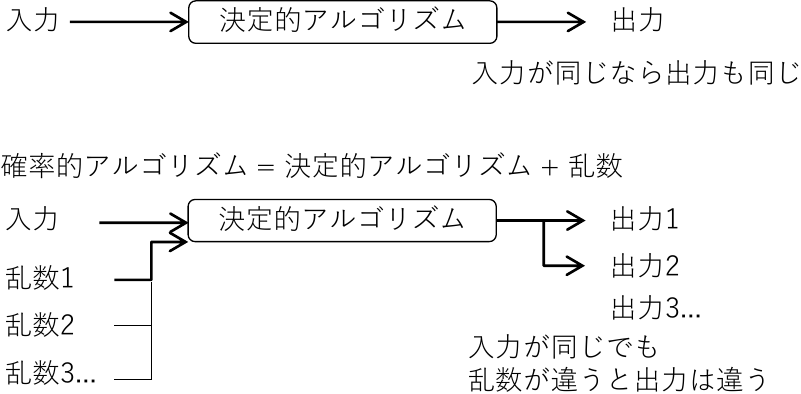 入力 決定的アルゴリズム 出力
入力が同じなら出力も同じ
確率的アルゴリズム = 決定的アルゴリズム + 乱数
入力 決定的アルゴリズム 出力1
乱数1 出力2
乱数2 出力3...
乱数3...
入力が同じでも
乱数が違うと出力は違う